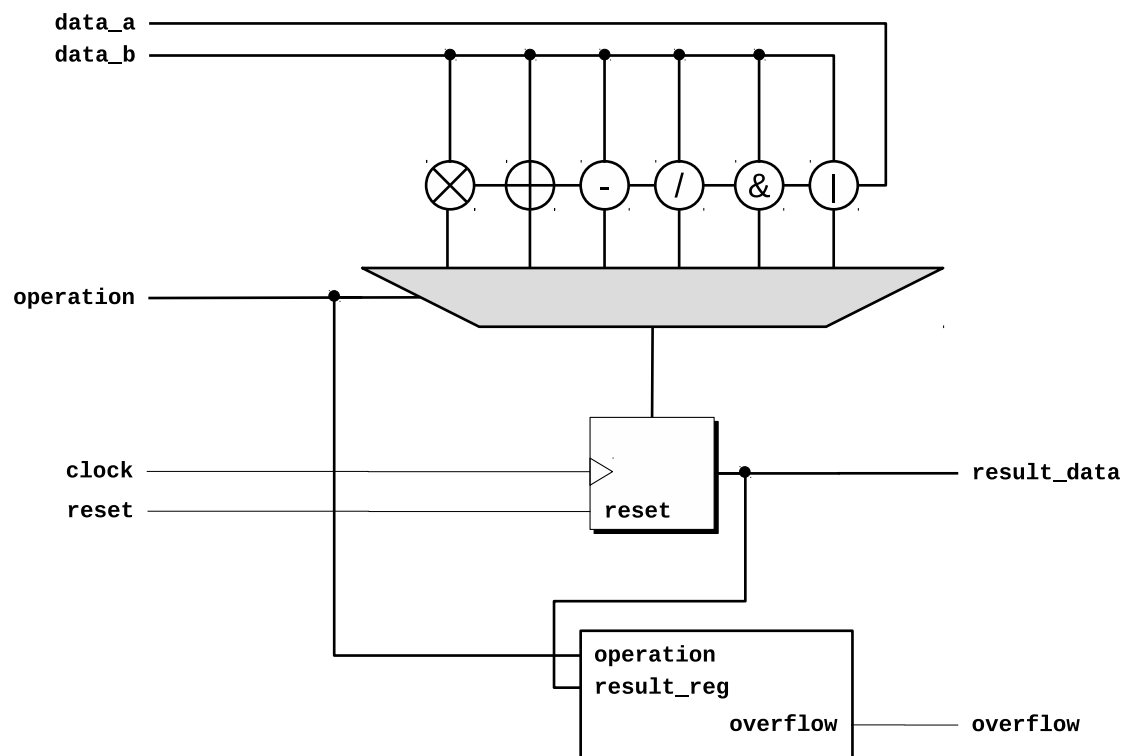 data_a
data_b
- / & |
operation
clock
reset
reset
result_data
operation
result_reg
overflow
overflow